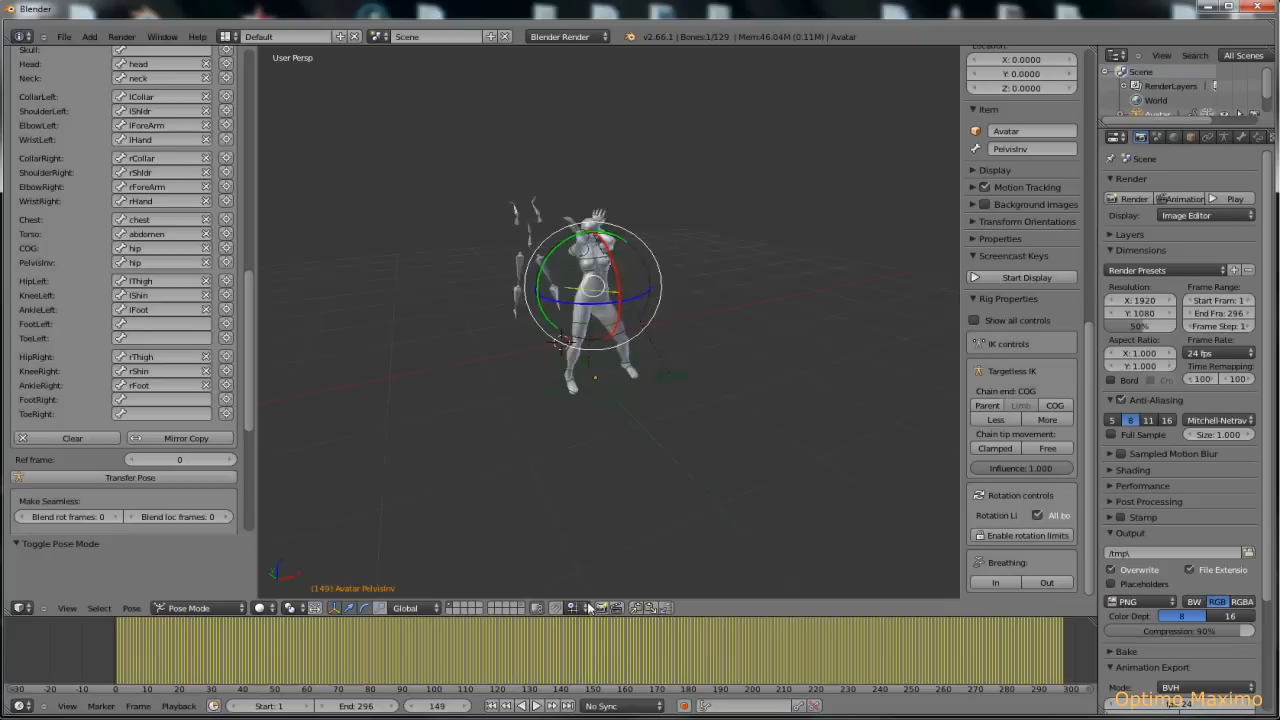 Blender
File Add Render Window Help Default Scene Blender Render v2.66.1 | Bones:1/129 | Mem:46.04M (0.11M) | Avatar
View Search All Scenes
Skull:
Head: head
Neck: neck
CollarLeft: lCollar
ShoulderLeft: lShldr
ElbowLeft: lForeArm
WristLeft: lHand
CollarRight: rCollar
ShoulderRight: rShldr
ElbowRight: rForeArm
WristRight: rHand
Chest: chest
Torso: abdomen
COG: hip
PelvisInv: hip
HipLeft: lThigh
KneeLeft: lShin
AnkleLeft: lFoot
FootLeft:
ToeLeft:
HipRight: rThigh
KneeRight: rShin
AnkleRight: rFoot
FootRight:
ToeRight:
Clear Mirror Copy
Ref frame: 0
Transfer Pose
Make Seamless:
Blend rot frames: 0 Blend loc frames: 0
Toggle Pose Mode
User Persp
(149) Avatar PelvisInv
Location:
X: 0.0000
Y: 0.0000
Z: 0.0000
Item
Avatar
PelvisInv
Display
Motion Tracking
Background Images
Transform Orientations
Properties
Screencast Keys
Start Display
Rig Properties
Show all controls
IK controls
Targetless IK
Chain end: COG
Parent Limb COG
Less More
Chain tip movement:
Clamped Free
Influence: 1.000
Rotation controls
Rotation Li All bo
Enable rotation limits
Breathing:
In Out
Scene
RenderLayers
World
Avatar
Scene
Render
Render Animation Play
Display: Image Editor
Layers
Dimensions
Render Presets
Resolution: Frame Range:
X: 1920 Start Fram: 1
Y: 1080 End Fra: 296
50% Frame Step: 1
Aspect Ratio: Frame Rate:
X: 1.000 24 fps
Y: 1.000 Time Remapping:
Bord 100 100
Anti-Aliasing
5 8 11 16 Mitchell-Netrav
Full Sample Size: 1.000
Sampled Motion Blur
Shading
Performance
Post Processing
Stamp
Output
/tmp\
Overwrite File Extensio
Placeholders
PNG BW RGB RGBA
Color Dept 8 16
Compression: 90%
Bake
Animation Export
Mode: BVH
View Select Pose Pose Mode Global
-30 -20 -10 0 10 20 30 40 50 60 70 80 90 100 110 120 130 140 150 160 170 180 190 200 210 220 230 240 250 260 270 280 290 300
View Marker Frame Playback Start: 1 End: 296 149 No Sync
Optimo Maximo